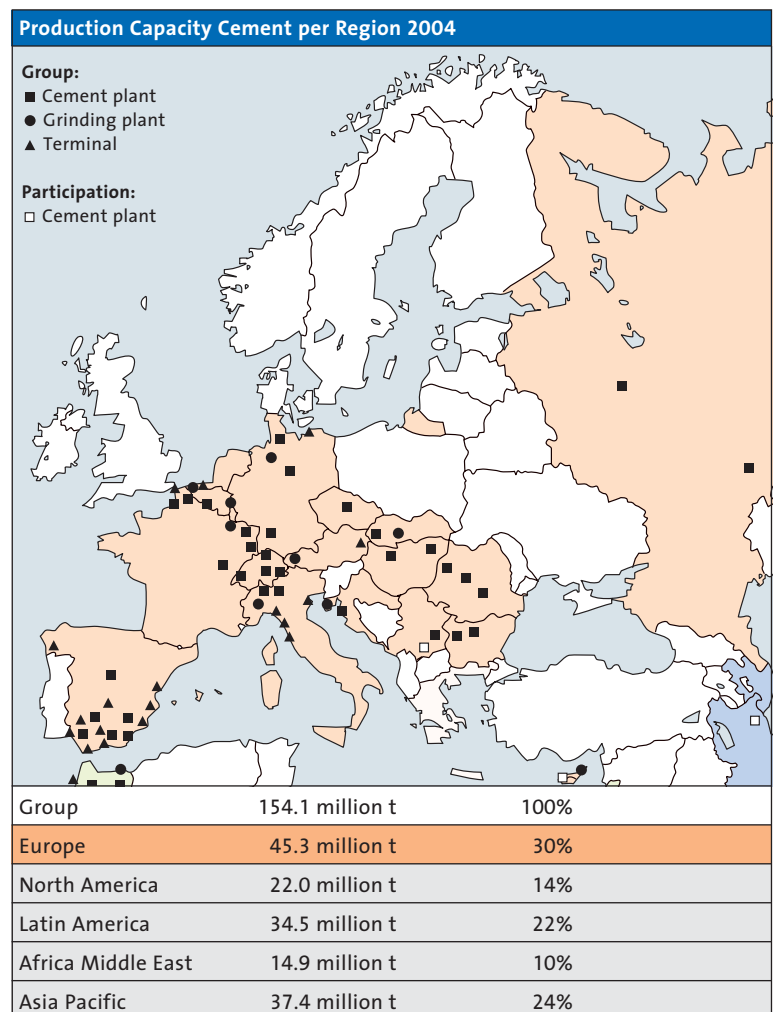 Production Capacity Cement per Region 2004
Group:
Cement plant
Grinding plant
Terminal
Participation:
Cement plant
Group 154.1 million t 100%
Europe 45.3 million t 30%
North America 22.0 million t 14%
Latin America 34.5 million t 22%
Africa Middle East 14.9 million t 10%
Asia Pacific 37.4 million t 24%